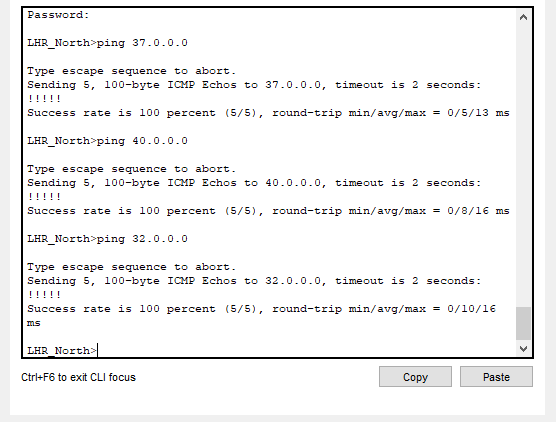 Password:
LHR_North>ping 37.0.0.0
Type escape sequence to abort.
Sending 5, 100-byte ICMP Echos to 37.0.0.0, timeout is 2 seconds:
!!!!!
Success rate is 100 percent (5/5), round-trip min/avg/max = 0/5/13 ms
LHR_North>ping 40.0.0.0
Type escape sequence to abort.
Sending 5, 100-byte ICMP Echos to 40.0.0.0, timeout is 2 seconds:
!!!!!
Success rate is 100 percent (5/5), round-trip min/avg/max = 0/8/16 ms
LHR_North>ping 32.0.0.0
Type escape sequence to abort.
Sending 5, 100-byte ICMP Echos to 32.0.0.0, timeout is 2 seconds:
!!!!!
Success rate is 100 percent (5/5), round-trip min/avg/max = 0/10/16
ms
LHR_North>
Ctrl+F6 to exit CLI focus
Copy
Paste